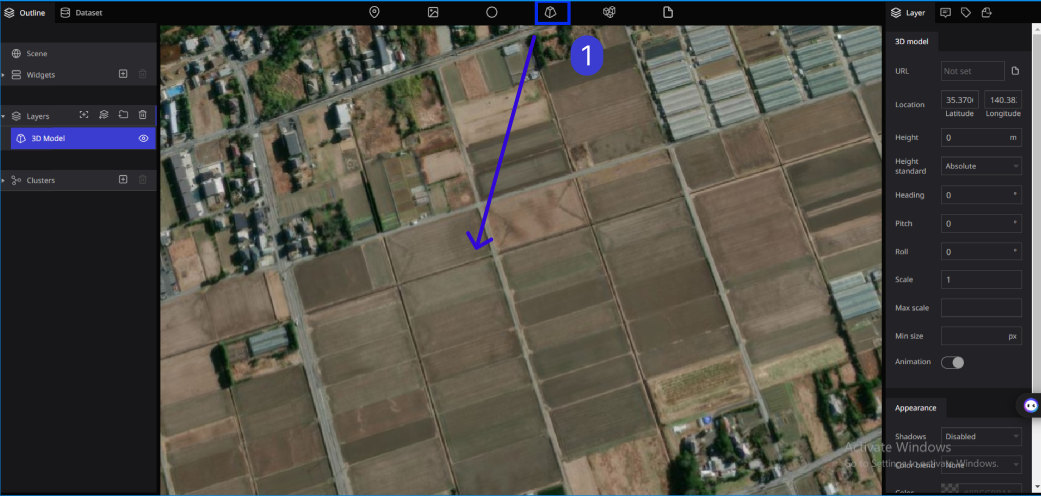 Outline
Dataset
Layer
Scene
Widgets
Layers
3D Model
Clusters
1
3D model
URL
Not set
Location
35.370
140.38
Latitude
Longitude
Height
0
m
Height
standard
Absolute
Heading
0
°
Pitch
0
°
Roll
0
°
Scale
1
Max scale
Min size
px
Animation
Appearance
Shadows
Disabled
Activate Windows
Color blend
None
Go to Settings to activate Windows.
Color